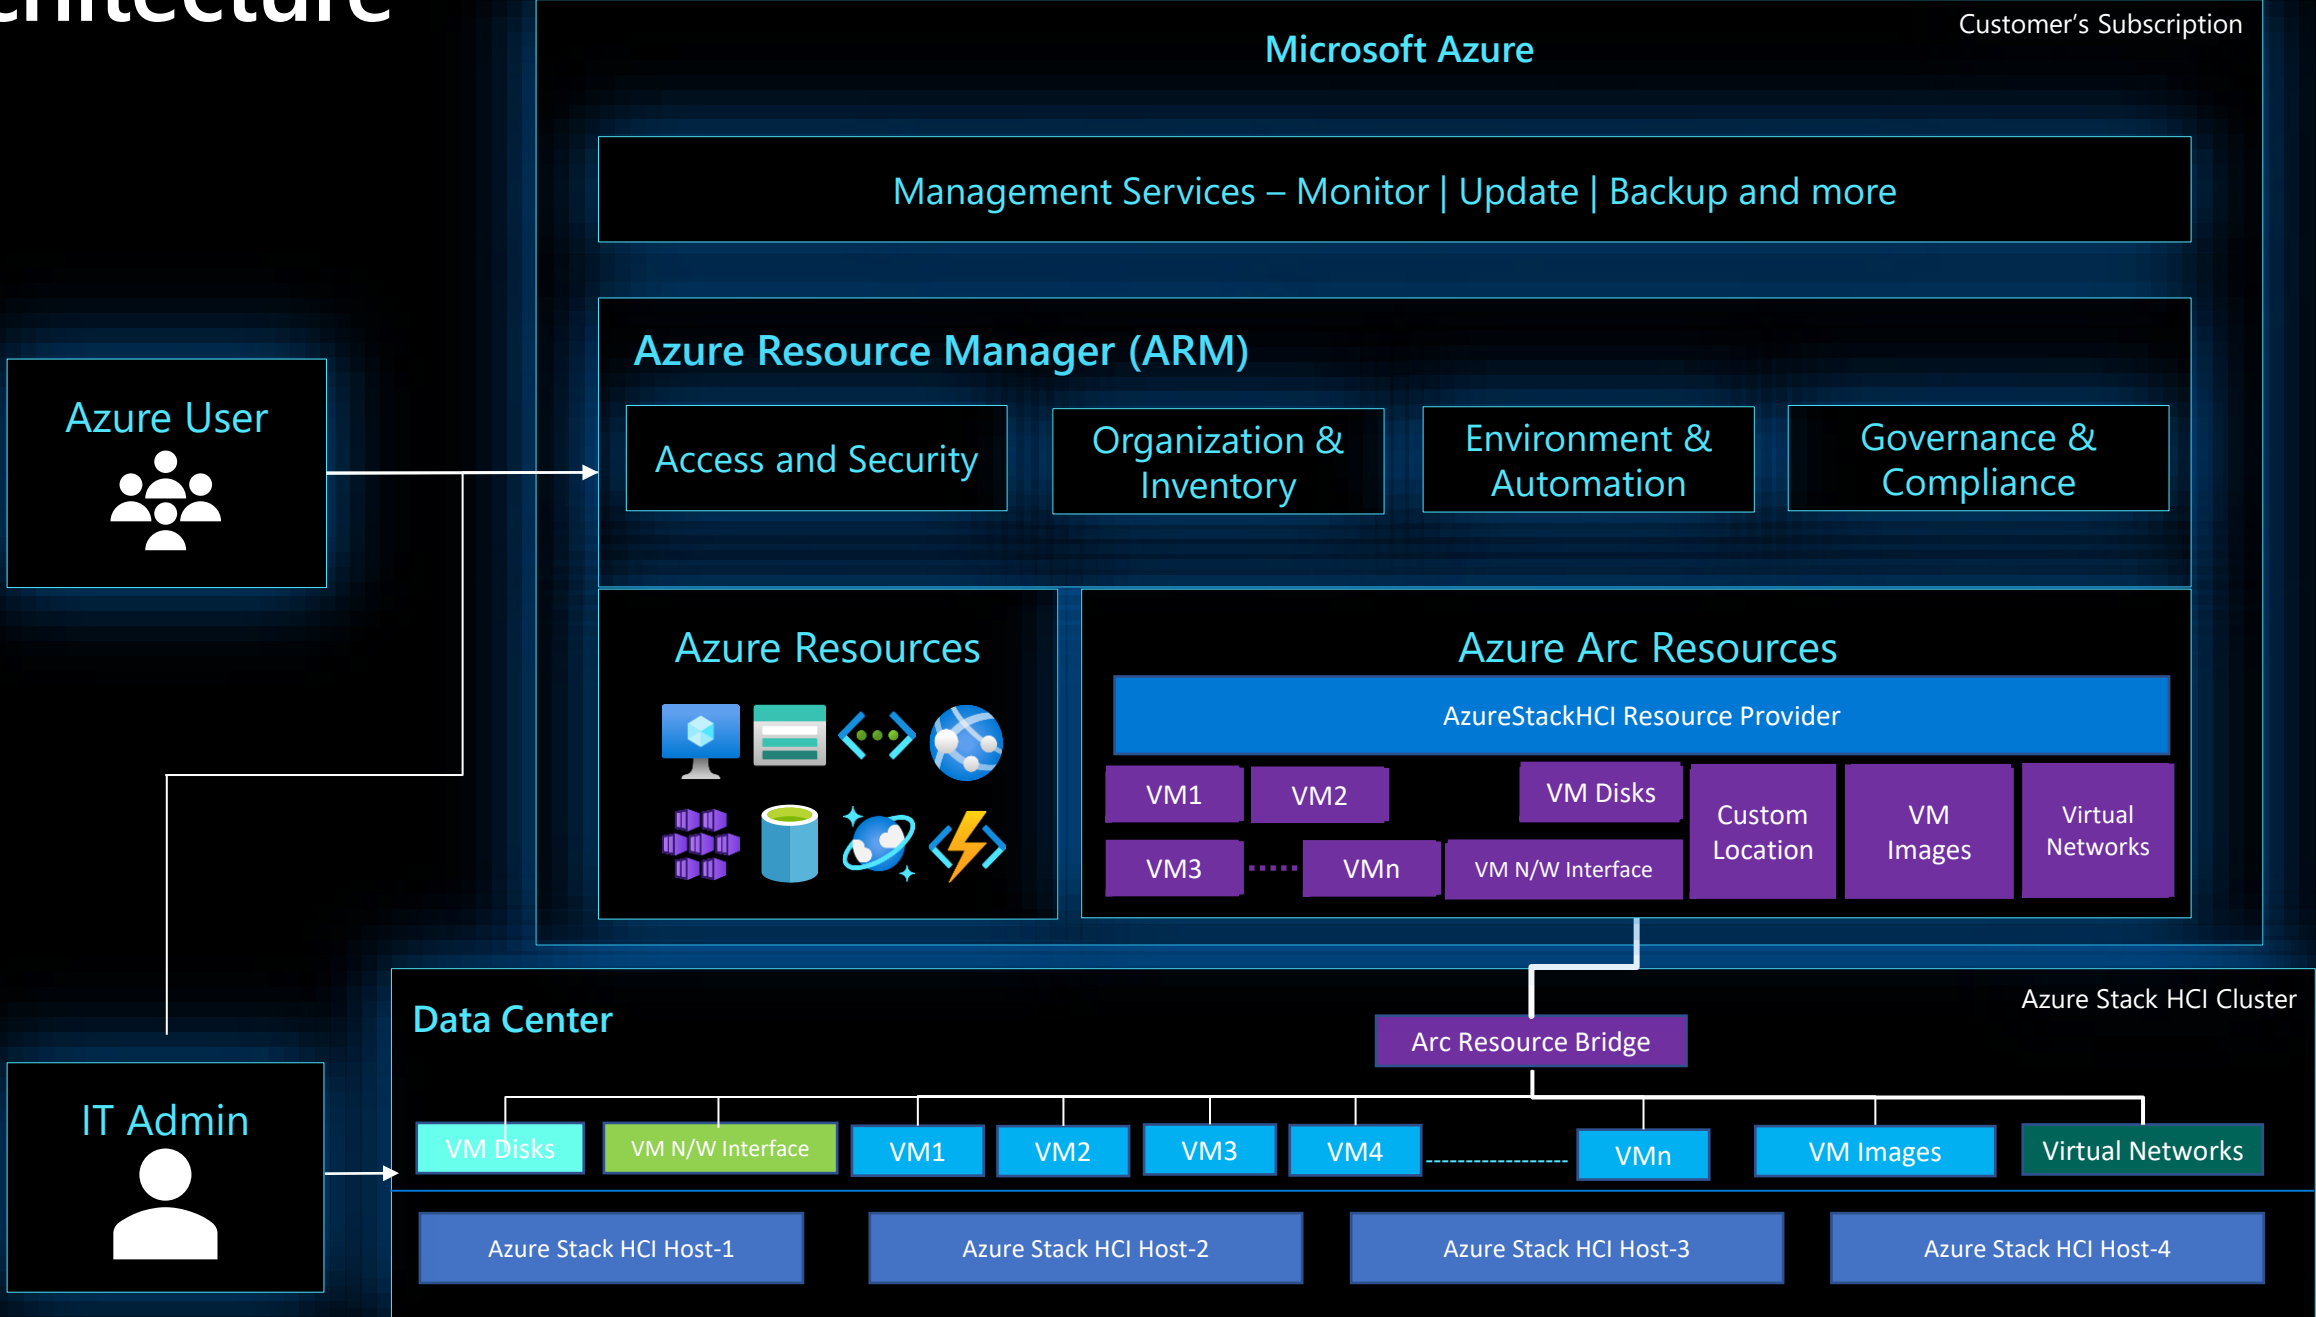 Customer's Subscription
Microsoft Azure
Management Services – Monitor | Update | Backup and more
Azure Resource Manager (ARM)
Access and Security
Organization &
Inventory
Environment &
Automation
Governance &
Compliance
Azure User
Azure Resources
Azure Arc Resources
AzureStackHCI Resource Provider
VM1
VM2
VM Disks
Custom
Location
VM
Images
Virtual
Networks
VM3
VMn
VM N/W Interface
Data Center
Azure Stack HCI Cluster
Arc Resource Bridge
IT Admin
VM Disks
VM N/W Interface
VM1
VM2
VM3
VM4
VMn
VM Images
Virtual Networks
Azure Stack HCI Host-1
Azure Stack HCI Host-2
Azure Stack HCI Host-3
Azure Stack HCI Host-4